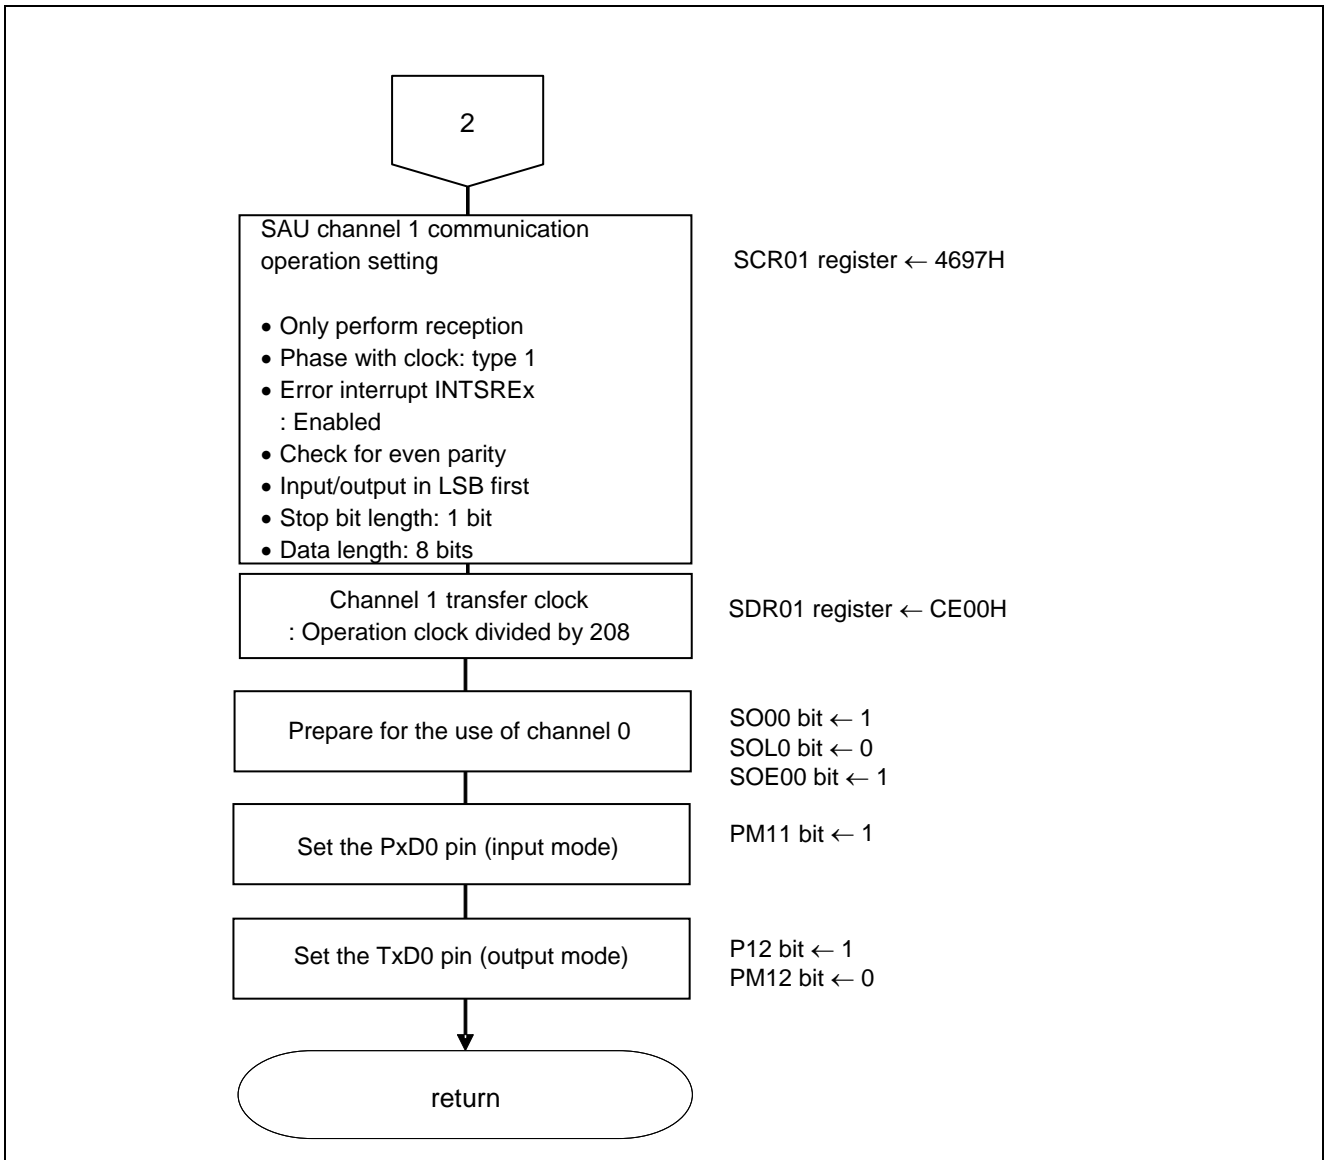 2
SAU channel 1 communication
operation setting
SCR01 register ← 4697H
• Only perform reception
• Phase with clock: type 1
• Error interrupt INTSREx
: Enabled
• Check for even parity
• Input/output in LSB first
• Stop bit length: 1 bit
• Data length: 8 bits
Channel 1 transfer clock
: Operation clock divided by 208
SDR01 register ← CE00H
Prepare for the use of channel 0
SO00 bit ← 1
SOL0 bit ← 0
SOE00 bit ← 1
Set the PxD0 pin (input mode)
PM11 bit ← 1
Set the TxD0 pin (output mode)
P12 bit ← 1
PM12 bit ← 0
return